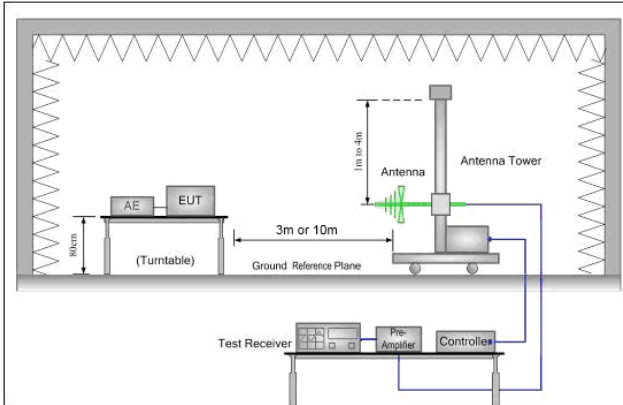 1m to 4m
Antenna
Antenna Tower
AE
EUT
80cm
(Turntable)
3m or 10m
Ground Reference Plane
Test Receiver
Pre-
Amplifier
Controller